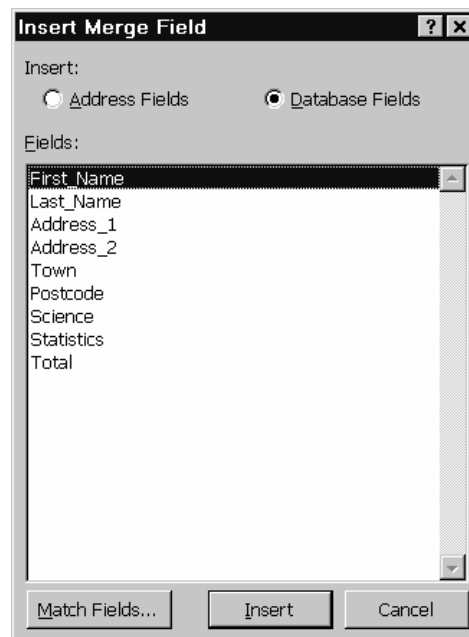 Insert Merge Field
Insert:
Address Fields Database Fields
Fields:
First_Name
Last_Name
Address_1
Address_2
Town
Postcode
Science
Statistics
Total
Match Fields... Insert Cancel